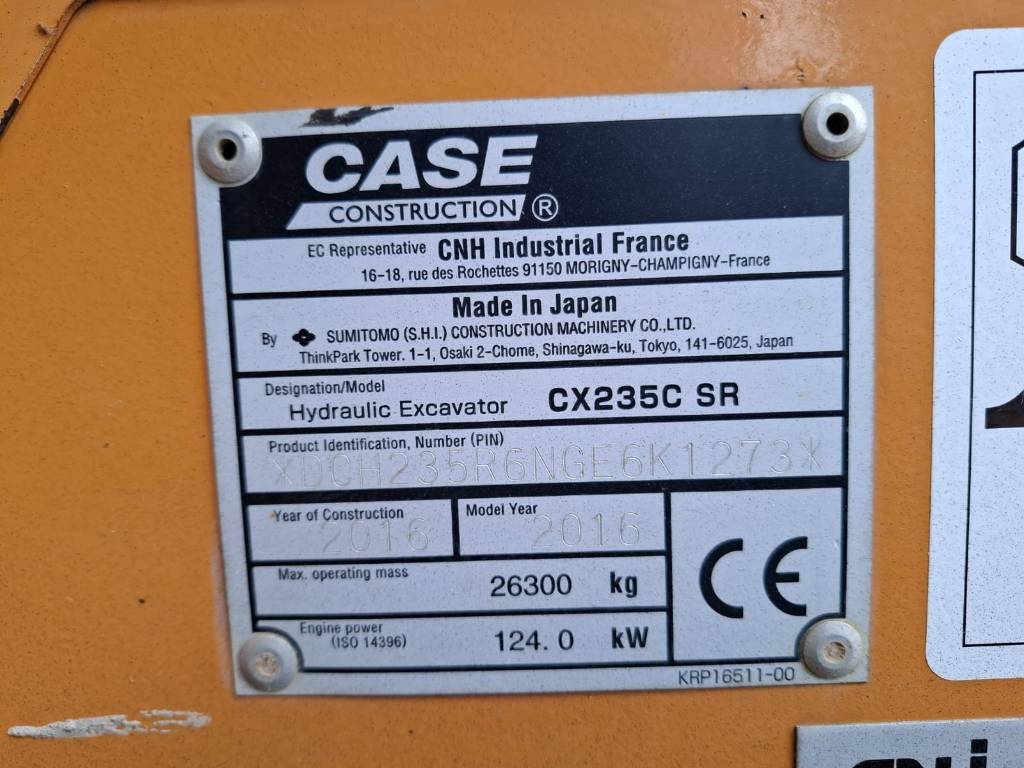 CASE
CONSTRUCTION ®
EC Representative CNH Industrial France
16-18, rue des Rochettes 91150 MORIGNY-CHAMPIGNY-France
Made In Japan
By SUMITOMO (S.H.I.) CONSTRUCTION MACHINERY CO.,LTD.
ThinkPark Tower. 1-1, Osaki 2-Chome, Shinagawa-ku, Tokyo, 141-6025, Japan
Designation/Model
Hydraulic Excavator CX235C SR
Product Identification, Number (PIN)
*DCH235R6NGE6K1273*
Year of Construction Model Year
2016 2016
Max. operating mass 26300 kg
CE
Engine power
(ISO 14396) 124.0 kW
KRP16511-00